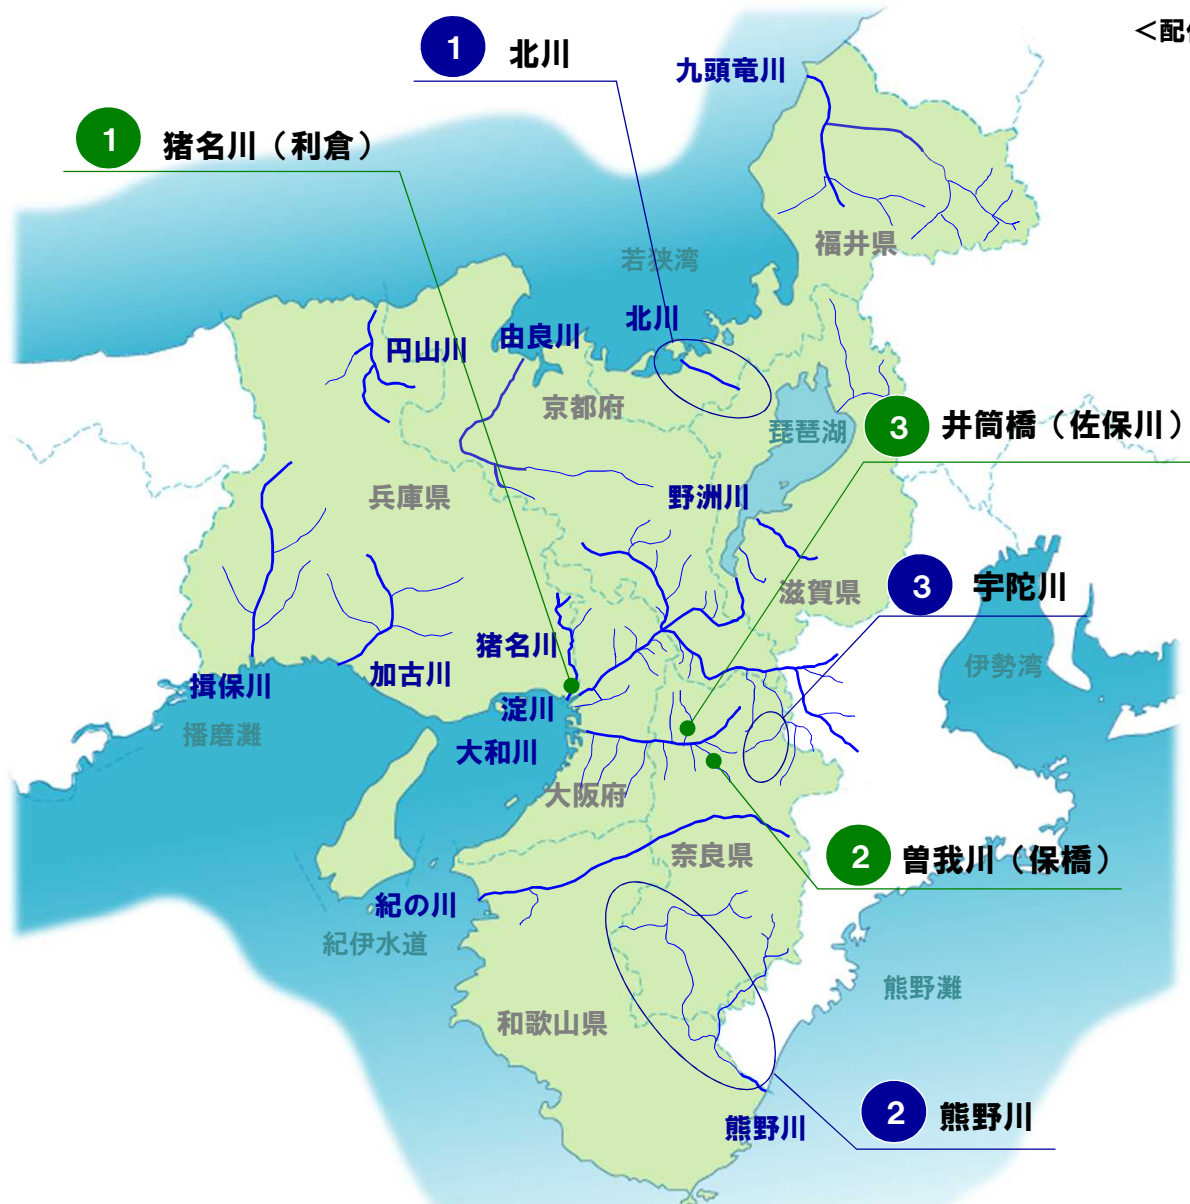 ＜配
1 北川
九頭竜川
1 猪名川（利倉）
福井県
若狭湾
北川
由良川
円山川
京都府
琵琶湖
3 井筒橋（佐保川）
兵庫県
野洲川
滋賀県
3 宇陀川
猪名川
伊勢湾
加古川
揖保川
淀川
播磨灘
大和川
大阪府
奈良県
2 曽我川（保橋）
紀の川
紀伊水道
熊野灘
和歌山県
2 熊野川
熊野川